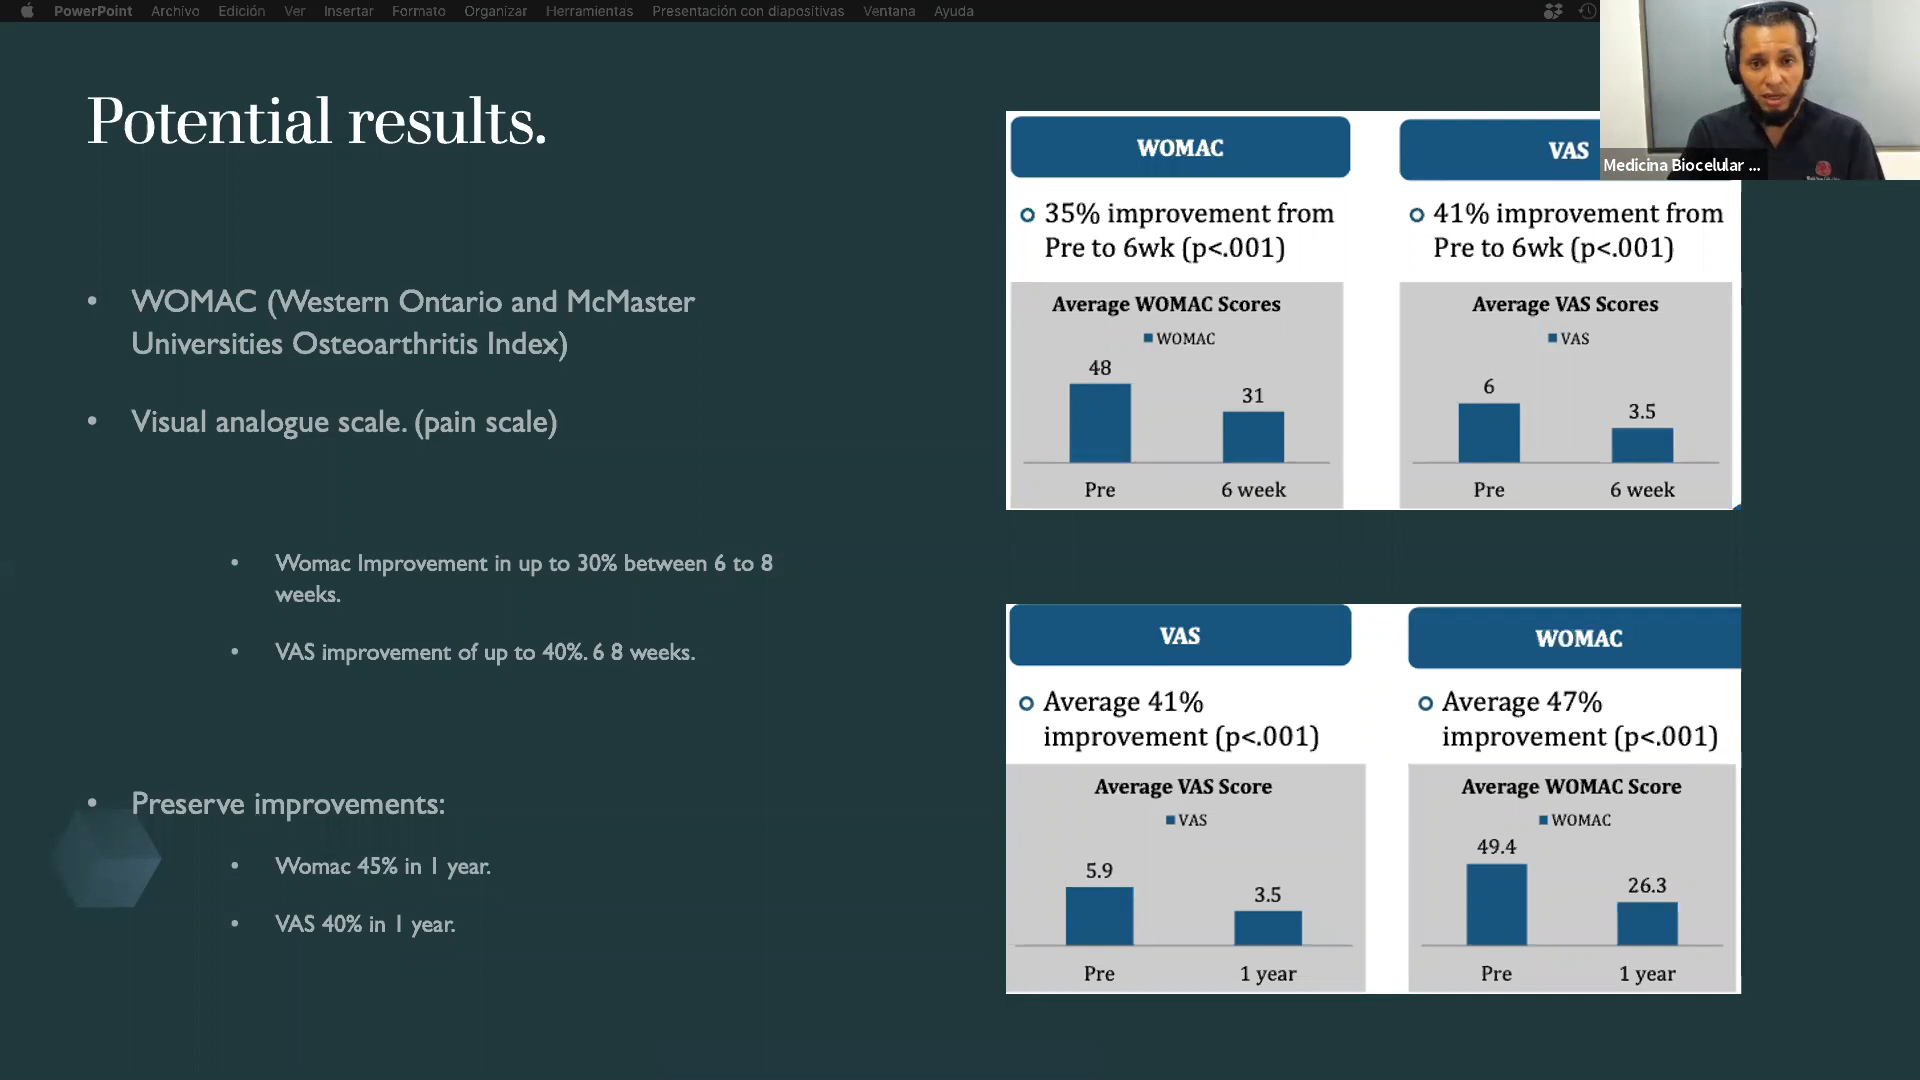 PowerPoint Archivo Edición Ver Insertar Formato Organizar Herramientas Presentación con diapositivas Ventana Ayuda
Medicina Biocelular ...
Potential results.
• WOMAC (Western Ontario and McMaster
Universities Osteoarthritis Index)
• Visual analogue scale. (pain scale)
• Womac Improvement in up to 30% between 6 to 8
weeks.
• VAS improvement of up to 40%. 6 8 weeks.
• Preserve improvements:
• Womac 45% in 1 year.
• VAS 40% in 1 year.
WOMAC
35% improvement from
Pre to 6wk (p<.001)
Average WOMAC Scores
WOMAC
48
31
Pre 6 week
VAS
41% improvement from
Pre to 6wk (p<.001)
Average VAS Scores
VAS
6
3.5
Pre 6 week
VAS
Average 41%
improvement (p<.001)
Average VAS Score
VAS
5.9
3.5
Pre 1 year
WOMAC
Average 47%
improvement (p<.001)
Average WOMAC Score
WOMAC
49.4
26.3
Pre 1 year